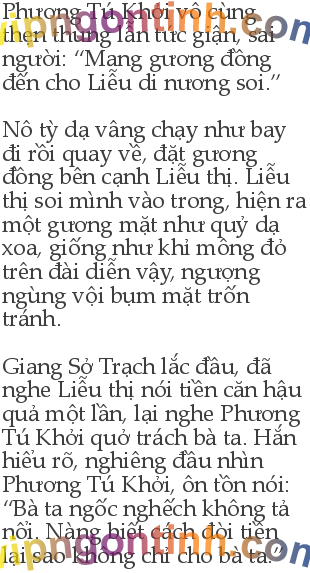 Phương Tú Khởi vô cùng
thẹn thùng lẫn tức giận, sai
người: “Mang gương đồng
đến cho Liễu di nương soi.”

Nô tỳ dạ vâng chạy như bay
đi rồi quay về, đặt gương
đồng bên cạnh Liễu thị. Liễu
thị soi mình vào trong, hiện ra
một gương mặt như quỷ dạ
xoa, giống như khỉ mông đỏ
trên đài diễn vậy, ngượng
ngùng vội bụm mặt trốn
tránh.

Giang Sở Trạch lắc đầu, đã
nghe Liễu thị nói tiền căn hậu
quả một lần, lại nghe Phương
Tú Khởi quở trách bà ta. Hắn
hiểu rõ, nghiêng đầu nhìn
Phương Tú Khởi, ôn tồn nói:
“Bà ta ngốc nghếch không tả
nổi. Nàng biết cách đòi tiền
lại sao không chỉ cho bà ta.”
vipngontinh.com
vipngontinh.com